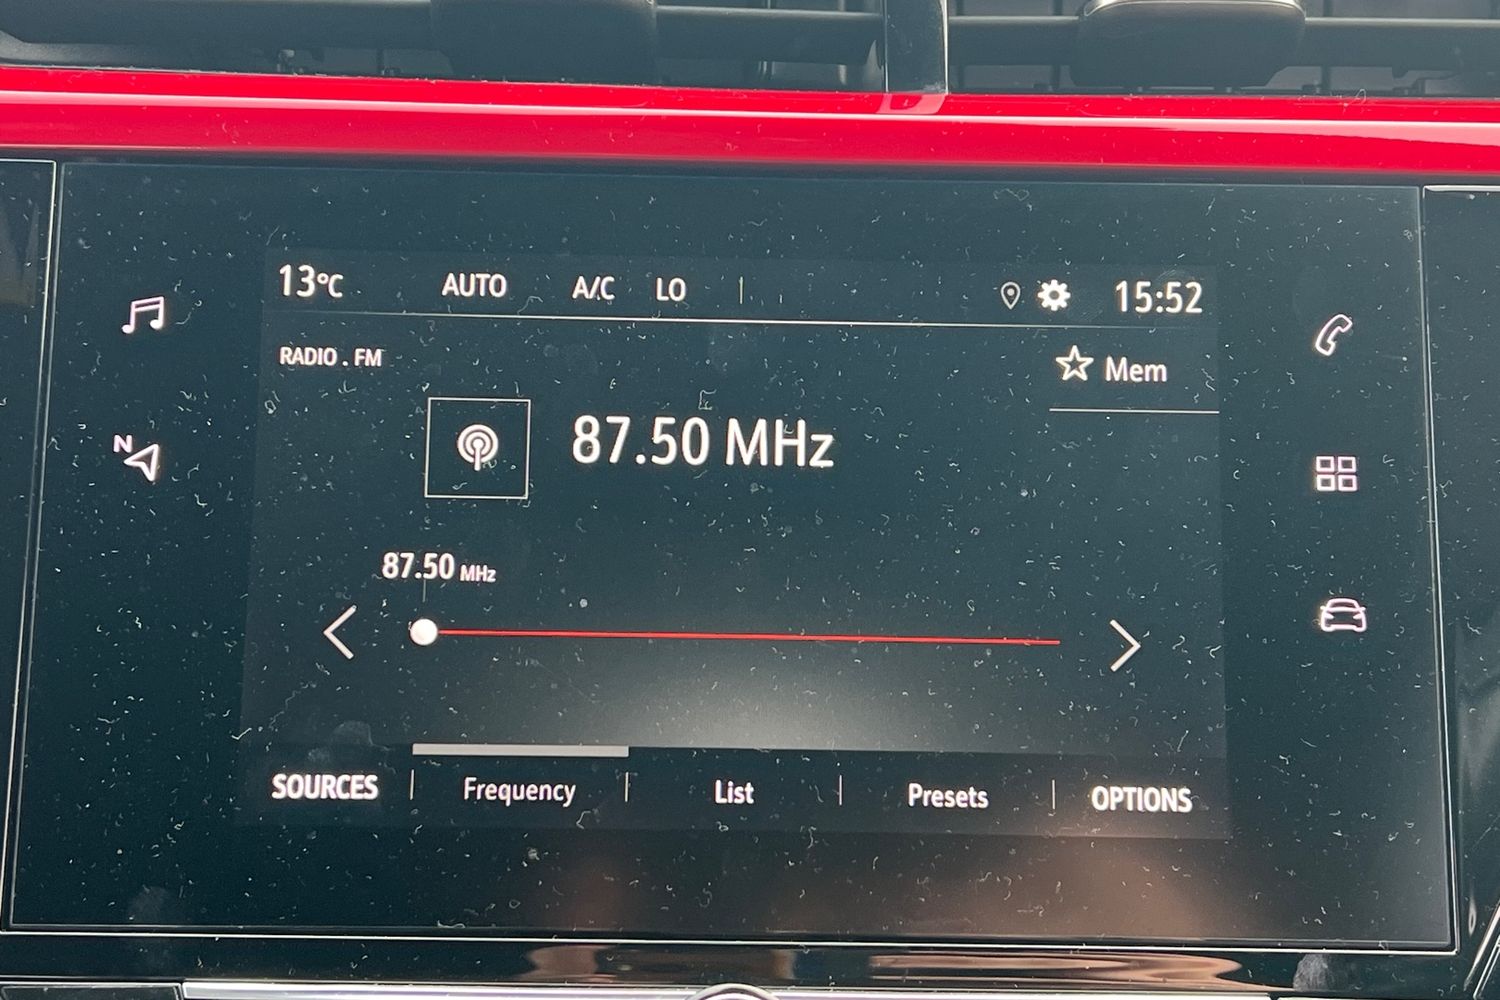 13°C AUTO A/C LO 15:52
RADIO . FM
Mem
87.50 MHz
N
87.50 MHz
SOURCES Frequency List Presets OPTIONS